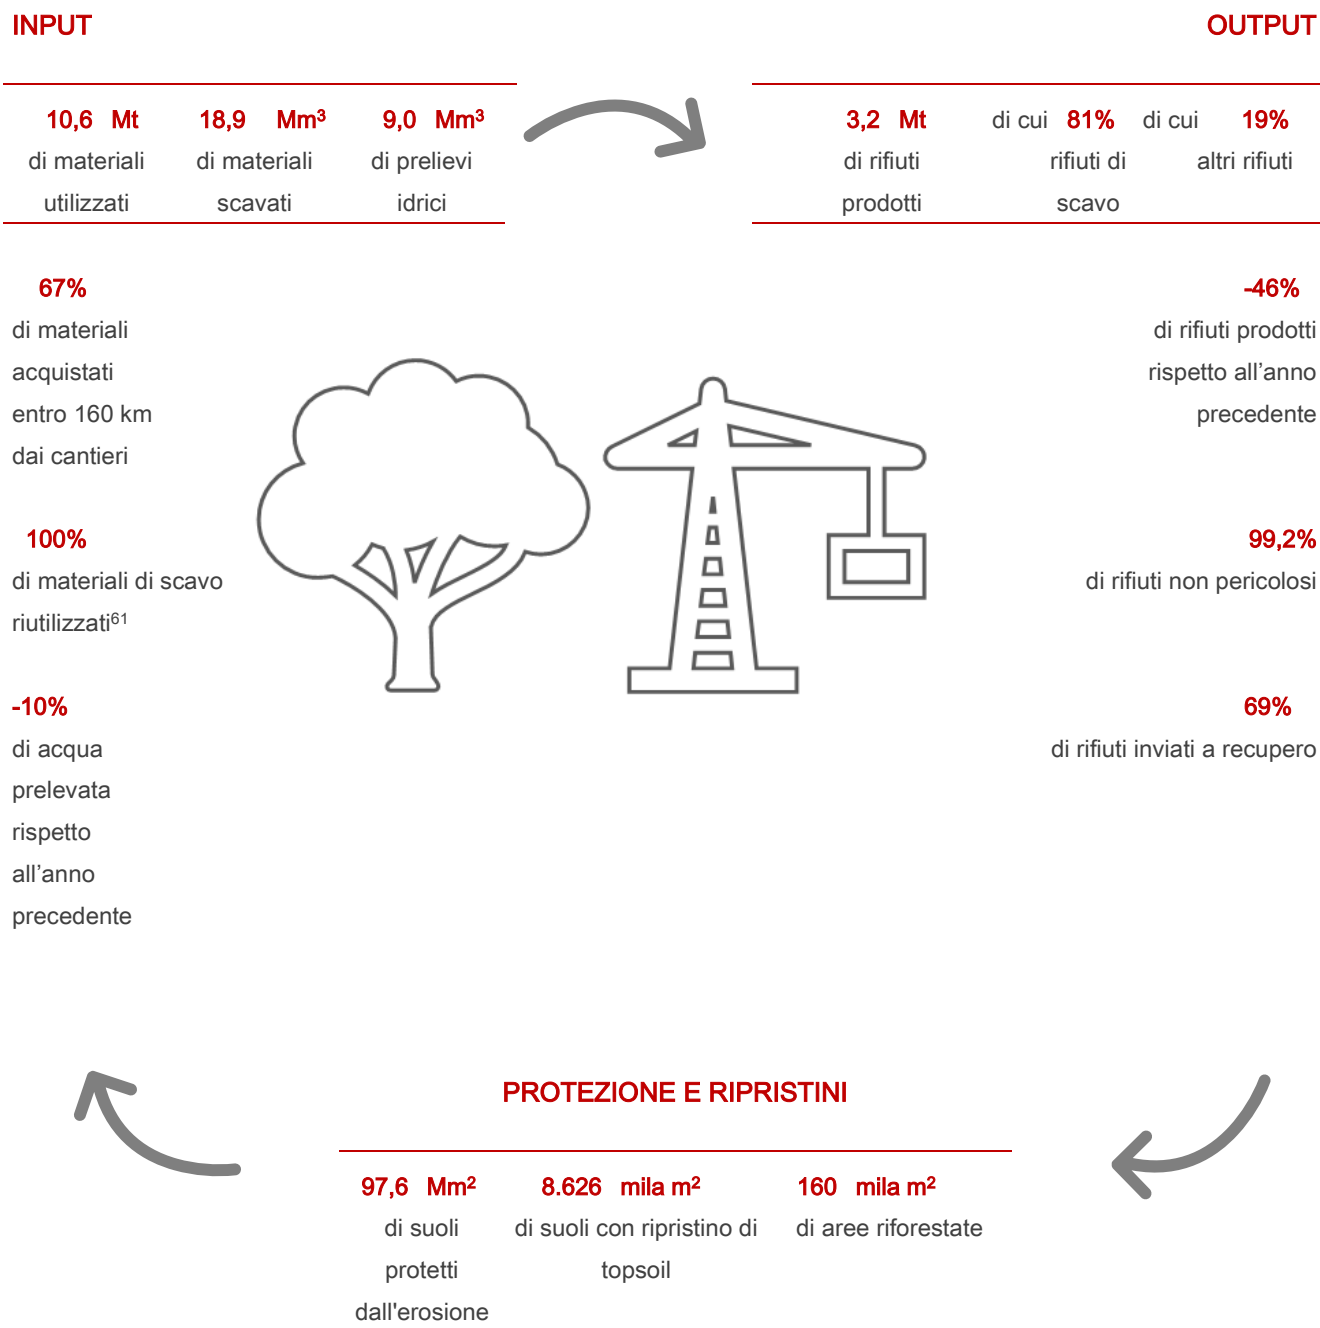 INPUT
OUTPUT
10,6 Mt
di materiali
utilizzati
18,9 Mm³
di materiali
scavati
9,0 Mm³
di prelievi
idrici
3,2 Mt
di rifiuti
prodotti
di cui 81%
rifiuti di
scavo
di cui 19%
altri rifiuti
67%
di materiali
acquistati
entro 160 km
dai cantieri
100%
di materiali di scavo
riutilizzati⁶¹
-10%
di acqua
prelevata
rispetto
all’anno
precedente
-46%
di rifiuti prodotti
rispetto all’anno
precedente
99,2%
di rifiuti non pericolosi
69%
di rifiuti inviati a recupero
PROTEZIONE E RIPRISTINI
97,6 Mm²
di suoli
protetti
dall'erosione
8.626 mila m²
di suoli con ripristino di
topsoil
160 mila m²
di aree riforestate